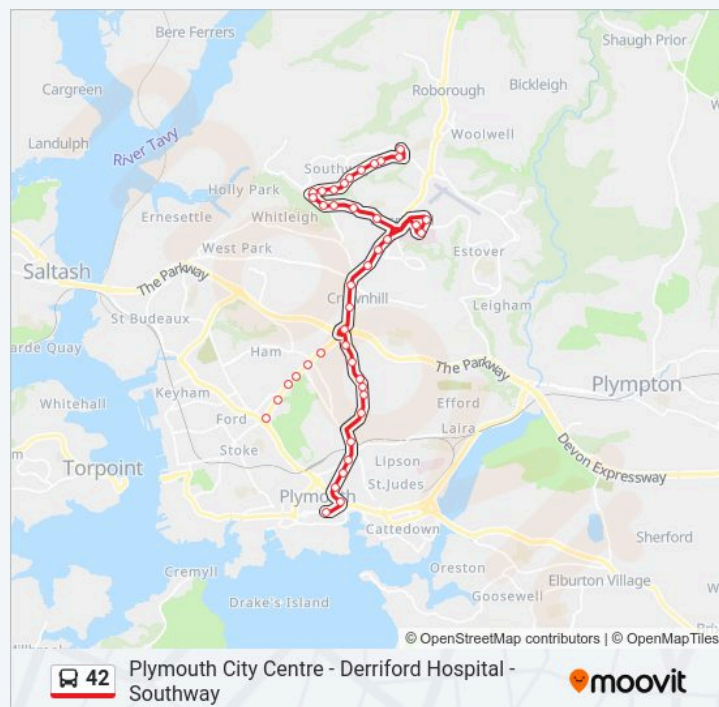 Bere Ferrers
Shaugh Prior
Cargreen
Roborough
Bickleigh
Landulph
Woolwell
River Tavy
Holly Park
Ernesettle
Whitleigh
West Park
Estover
Saltash
The Parkway
Leigham
St Budeaux
Ham
The Parkway
Plympton
Keyham
Whitehall
Ford
Efford
Laira
Stoke
Devon Expressway
Torpoint
Lipson
St.Judes
Plymouth
Cattedown
Sherford
Cremyll
Oreston
Elburton Village
Goosewell
Drake's Island
© OpenStreetMap contributors | © OpenMapTiles
42
Plymouth City Centre - Derriford Hospital -
Southway
moovit